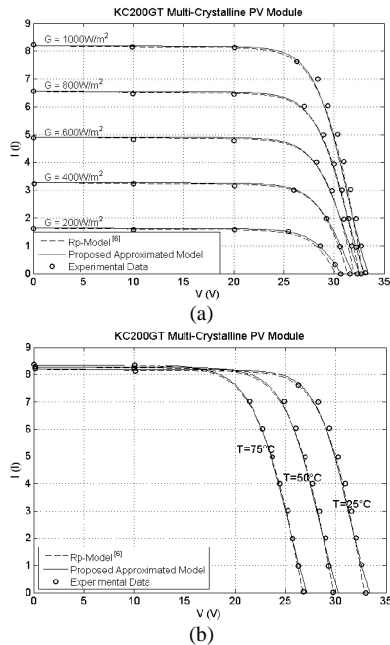 KC200GT Multi-Crystalline PV Module
9
8
7
6
5
4
3
2
1
0
I (I)
G = 1000W/m²
G = 800W/m²
G = 600W/m²
G = 400W/m²
G = 200W/m²
Rp-Model[6]
Proposed Approximated Model
Experimental Data
0 5 10 15 20 25 30 35
V (V)
(a)
KC200GT Multi-Crystalline PV Module
9
8
7
6
5
4
3
2
1
0
I (I)
T=75°C
T=50°C
T=25°C
Rp-Model[6]
Proposed Approximated Model
Experimental Data
0 5 10 15 20 25 30 35
V (V)
(b)